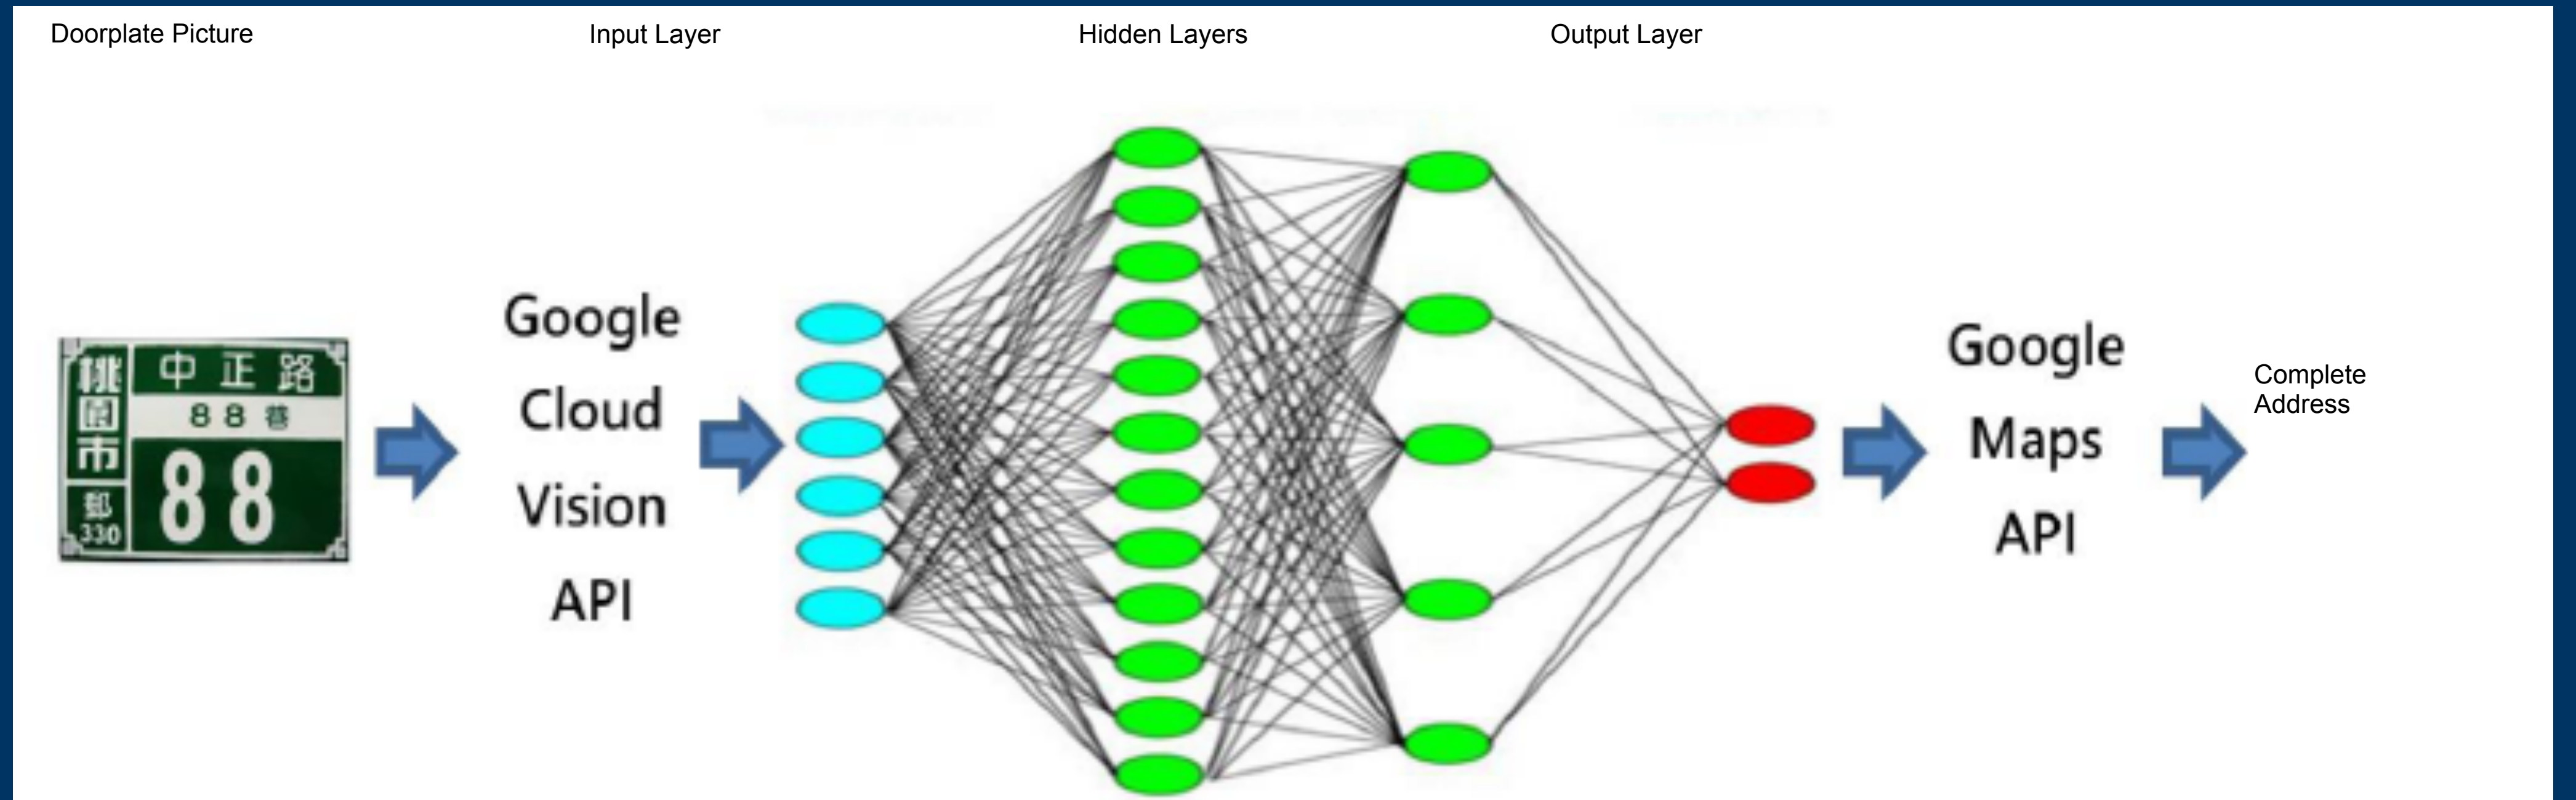 Doorplate Picture
Input Layer
Hidden Layers
Output Layer
桃園市
郵
330
中正路
88巷
88
Google
Cloud
Vision
API
Google
Maps
API
Complete
Address